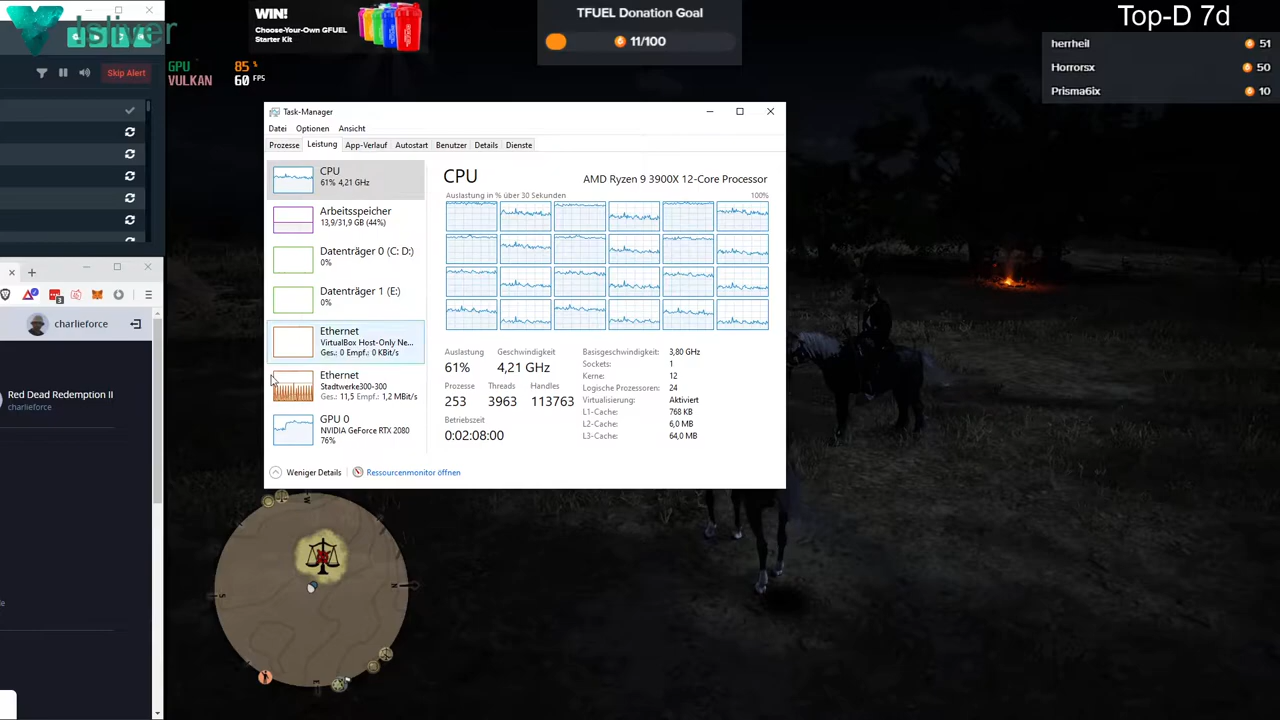 lsliver
Skip Alert
GPU 85 %
VULKAN 60 FPS
WIN!
Choose-Your-Own GFUEL
Starter Kit
TFUEL Donation Goal
11/100
Top-D 7d
herrheil 51
Horrorsx 50
Prisma6ix 10
3
charlieforce
Red Dead Redemption II
charlieforce
Task-Manager
Datei Optionen Ansicht
Prozesse Leistung App-Verlauf Autostart Benutzer Details Dienste
CPU
61% 4,21 GHz
Arbeitsspeicher
13,9/31,9 GB (44%)
Datenträger 0 (C: D:)
0%
Datenträger 1 (E:)
0%
Ethernet
VirtualBox Host-Only Ne...
Ges.: 0 Empf.: 0 KBit/s
Ethernet
Stadtwerke300-300
Ges.: 11,5 Empf.: 1,2 MBit/s
GPU 0
NVIDIA GeForce RTX 2080
76%
CPU AMD Ryzen 9 3900X 12-Core Processor
Auslastung in % über 30 Sekunden 100%
Auslastung Geschwindigkeit
61% 4,21 GHz
Prozesse Threads Handles
253 3963 113763
Betriebszeit
0:02:08:00
Basisgeschwindigkeit: 3,80 GHz
Sockets: 1
Kerne: 12
Logische Prozessoren: 24
Virtualisierung: Aktiviert
L1-Cache: 768 KB
L2-Cache: 6,0 MB
L3-Cache: 64,0 MB
Weniger Details Ressourcenmonitor öffnen